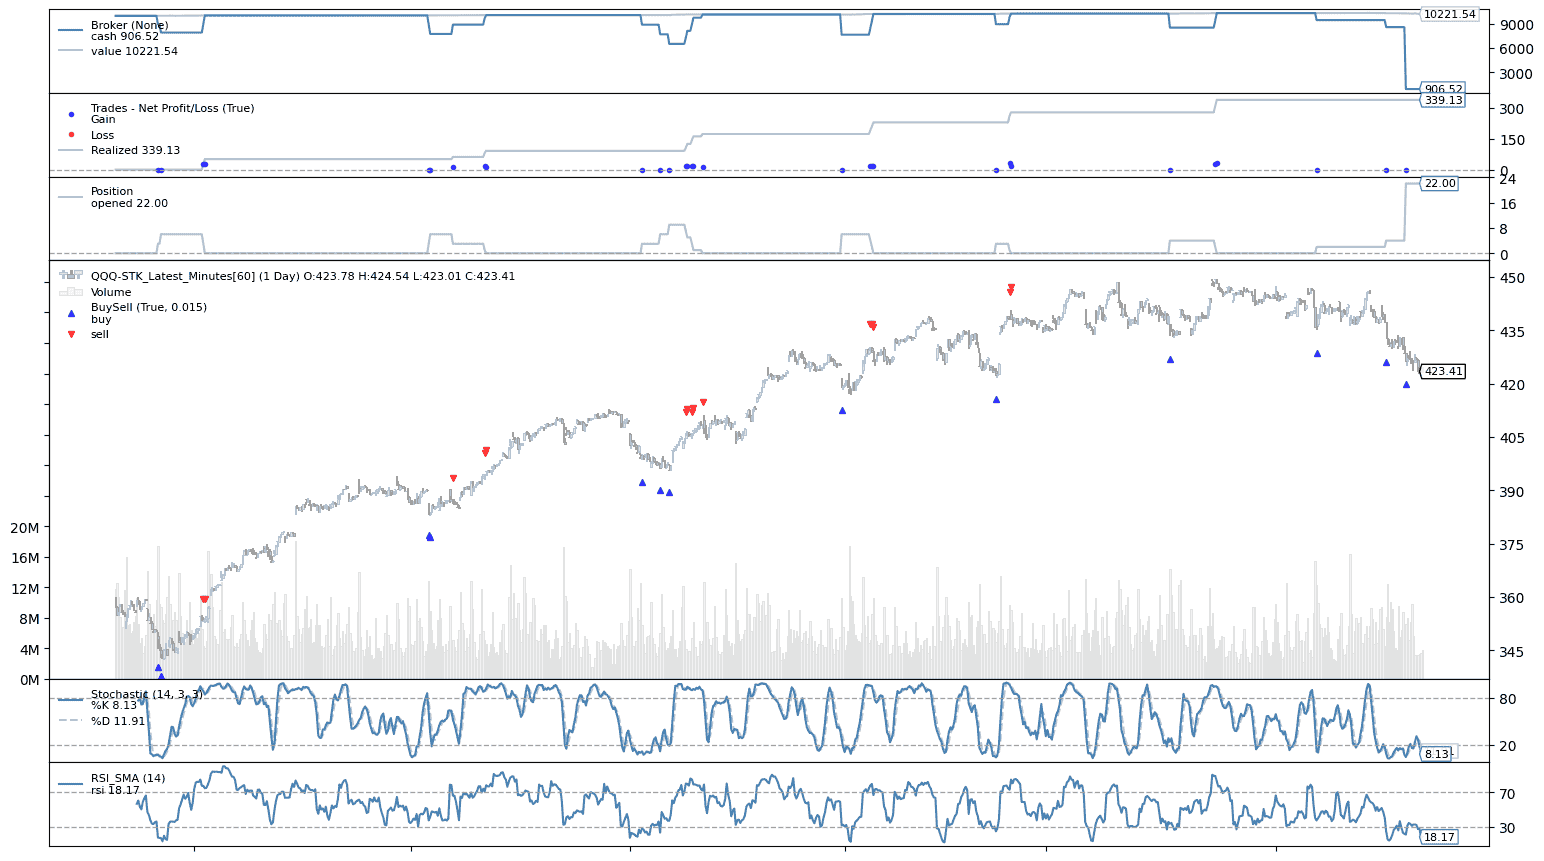 Broker (None)
cash 906.52
value 10221.54
10221.54
9000
6000
3000
906.52
Trades - Net Profit/Loss (True)
Gain
Loss
Realized 339.13
339.13
300
150
0
Position
opened 22.00
24
22.00
16
8
0
QQQ-STK_Latest_Minutes[60] (1 Day) O:423.78 H:424.54 L:423.01 C:423.41
Volume
BuySell (True, 0.015)
buy
sell
450
435
423.41
420
405
390
375
360
345
20M
16M
12M
8M
4M
0M
Stochastic (14, 3, 3)
%K 8.13
%D 11.91
80
20
8.13
RSI_SMA (14)
rsi 18.17
70
30
18.17